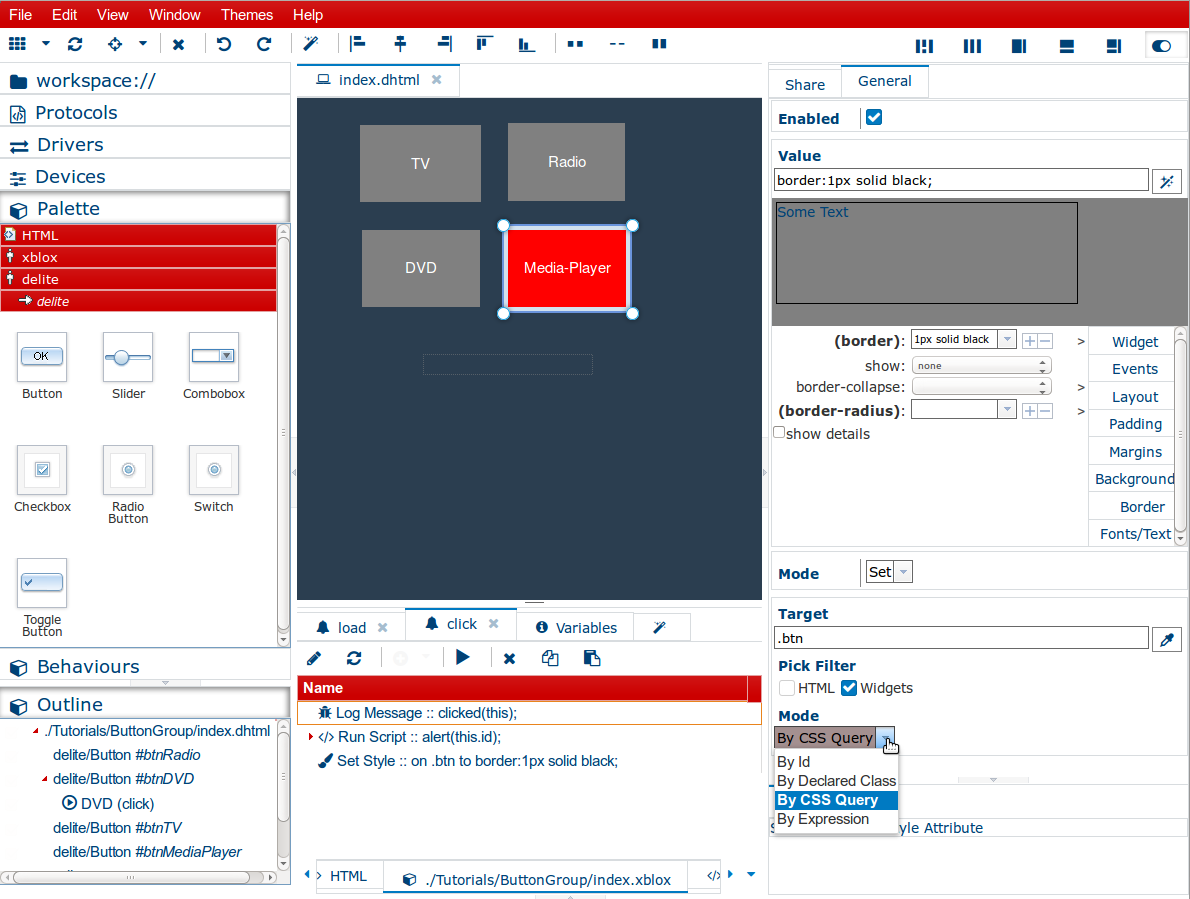 File Edit View Window Themes Help
workspace://
Protocols
Drivers
Devices
Palette
HTML
xblox
delite
delite
OK
Button Slider Combobox
Checkbox Radio Button Switch
Toggle Button
Behaviours
Outline
./Tutorials/ButtonGroup/index.dhtml
delite/Button #btnRadio
delite/Button #btnDVD
DVD (click)
delite/Button #btnTV
delite/Button #btnMediaPlayer
index.dhtml
TV Radio
DVD Media-Player
load click Variables
Name
Log Message :: clicked(this);
</> Run Script :: alert(this.id);
Set Style :: on .btn to border:1px solid black;
HTML ./Tutorials/ButtonGroup/index.xblox </>
Share General
Enabled
Value
border:1px solid black;
Some Text
(border): 1px solid black >
show: none
border-collapse: >
(border-radius): >
show details
Widget
Events
Layout
Padding
Margins
Background
Border
Fonts/Text
Mode Set
Target
.btn
Pick Filter
HTML Widgets
Mode
By CSS Query
By Id
By Declared Class
By CSS Query
By Expression
yle Attribute